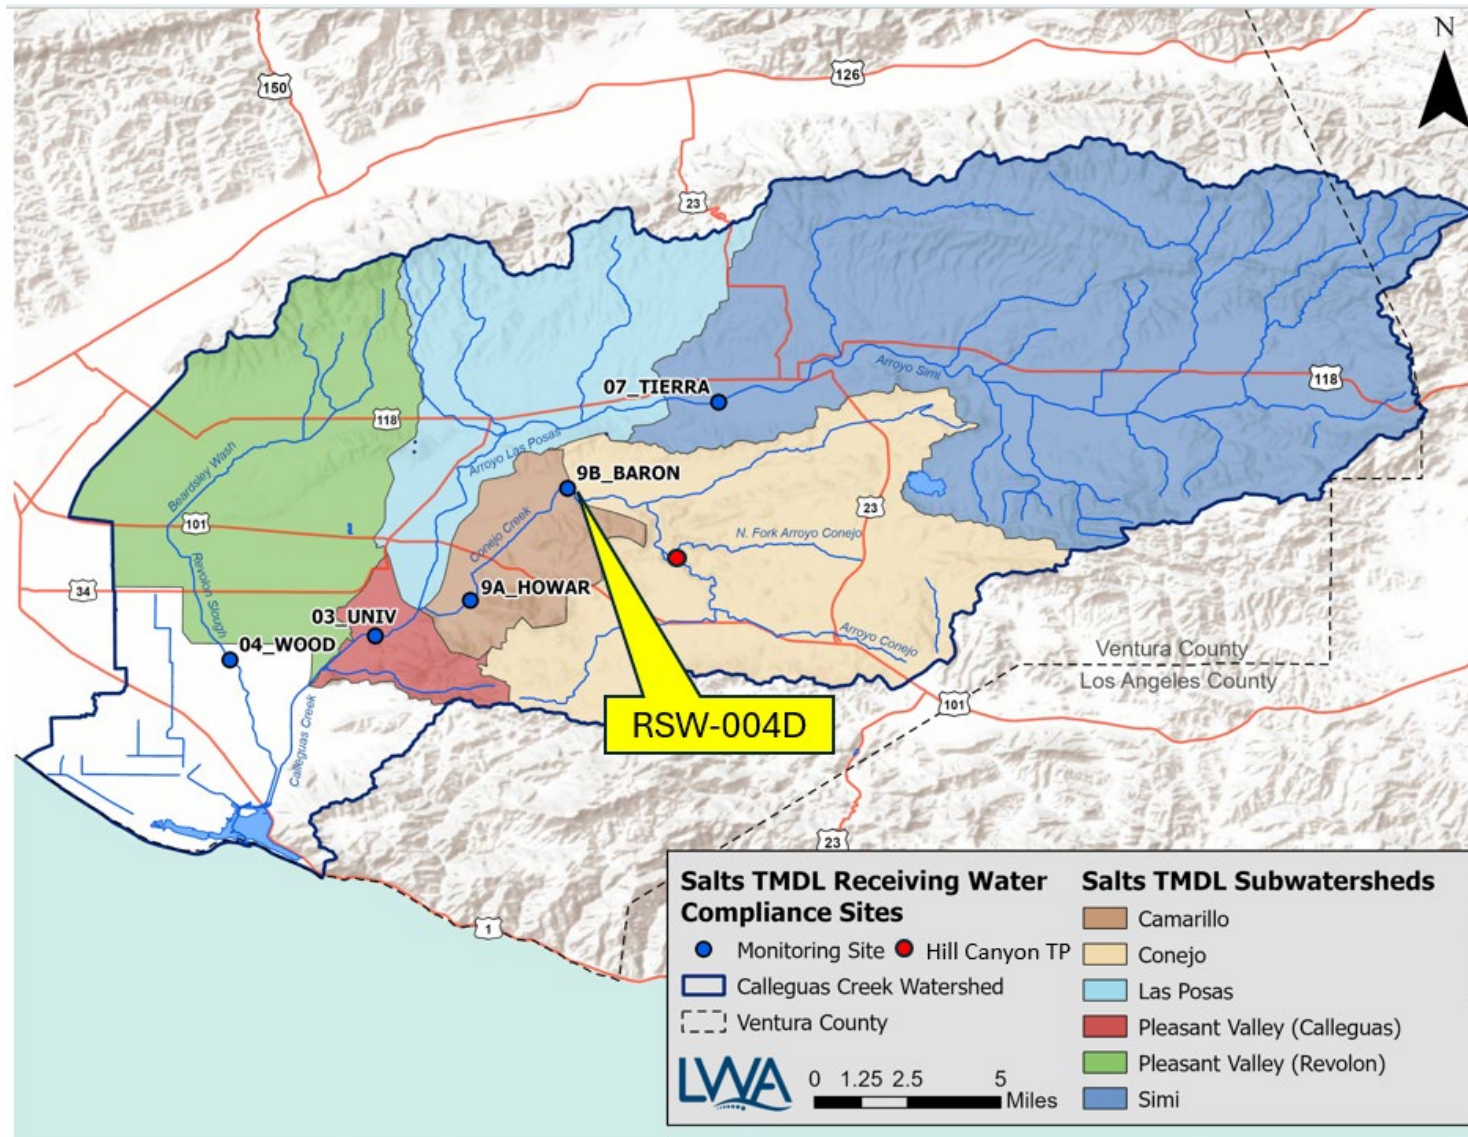 N
150
126
23
07_TIERRA
Arroyo Simi
118
118
Arroyo Las Posas
9B_BARON
Beardsley Wash
101
23
Conejo Creek
N. Fork Arroyo Conejo
Revolon Slough
34
9A_HOWAR
03_UNIV
04_WOOD
Arroyo Conejo
Ventura County
Los Angeles County
101
RSW-004D
Calleguas Creek
23
1
Salts TMDL Receiving Water
Compliance Sites
Monitoring Site
Hill Canyon TP
Calleguas Creek Watershed
Ventura County
LWA
0 1.25 2.5 5
Miles
Salts TMDL Subwatersheds
Camarillo
Conejo
Las Posas
Pleasant Valley (Calleguas)
Pleasant Valley (Revolon)
Simi